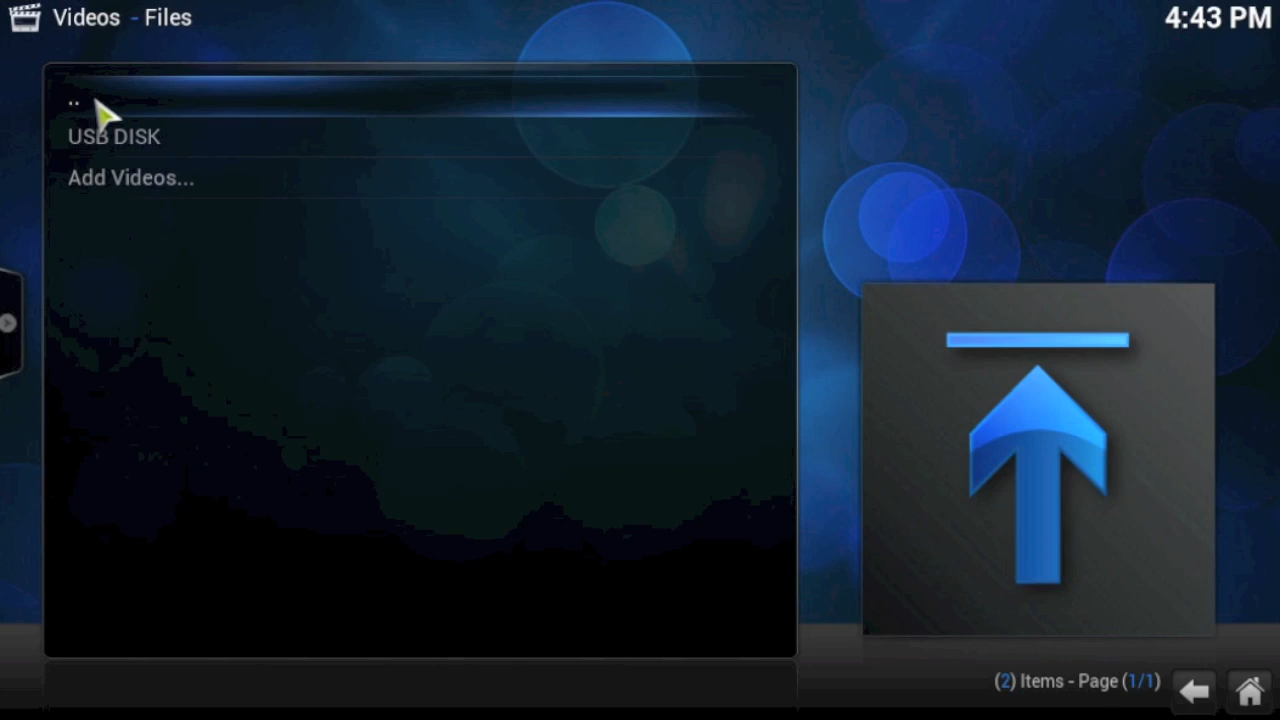 Videos - Files
4:43 PM
..
USB DISK
Add Videos...
(2) Items - Page (1/1)